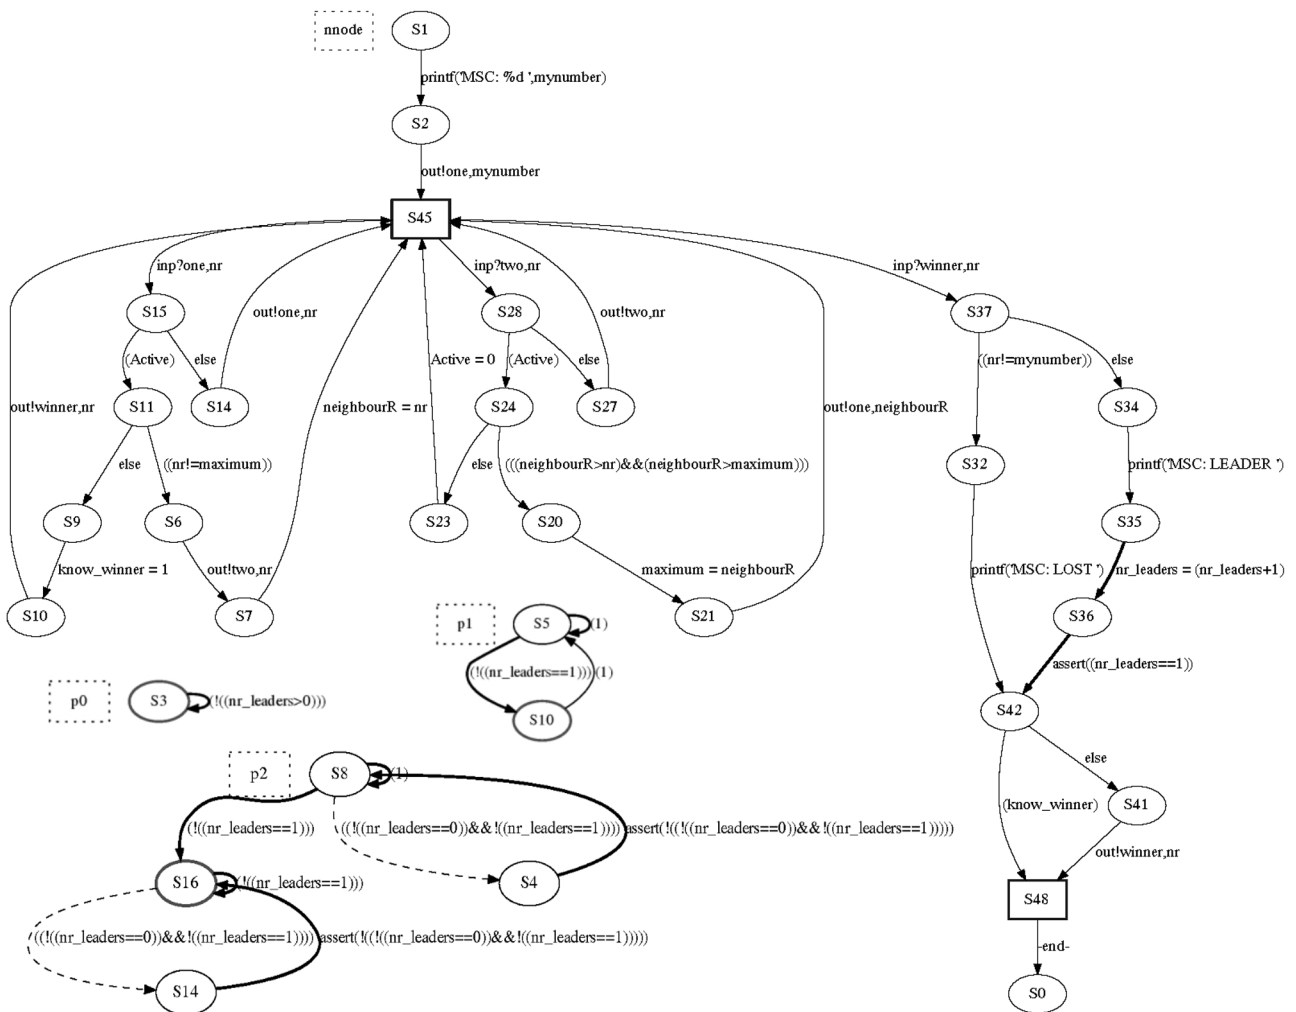 nnode
S1
printf('MSC: %d ',mynumber)
S2
out!one,mynumber
S45
inp?one,nr
inp?two,nr
inp?winner,nr
S15
S28
S37
out!one,nr
out!two,nr
(Active)
else
Active = 0
(Active)
else
((nr!=mynumber))
else
out!winner,nr
S11
S14
neighbourR = nr
S24
S27
out!one,neighbourR
S34
else
((nr!=maximum))
else
(((neighbourR>nr)&&(neighbourR>maximum)))
S32
printf('MSC: LEADER ')
S9
S6
S23
S20
S35
know_winner = 1
out!two,nr
maximum = neighbourR
printf('MSC: LOST ')
nr_leaders = (nr_leaders+1)
S10
S7
p1
S5
(1)
S21
S36
(!((nr_leaders==1)))
(1)
assert((nr_leaders==1))
p0
S3
(!((nr_leaders>0)))
S10
S42
p2
S8
(1)
else
(know_winner)
S41
(!((nr_leaders==1)))
((!((nr_leaders==0))&&!((nr_leaders==1))))
assert(!((!((nr_leaders==0))&&!((nr_leaders==1)))))
out!winner,nr
S16
(!((nr_leaders==1)))
S4
S48
((!((nr_leaders==0))&&!((nr_leaders==1))))
assert(!((!((nr_leaders==0))&&!((nr_leaders==1)))))
-end-
S14
S0